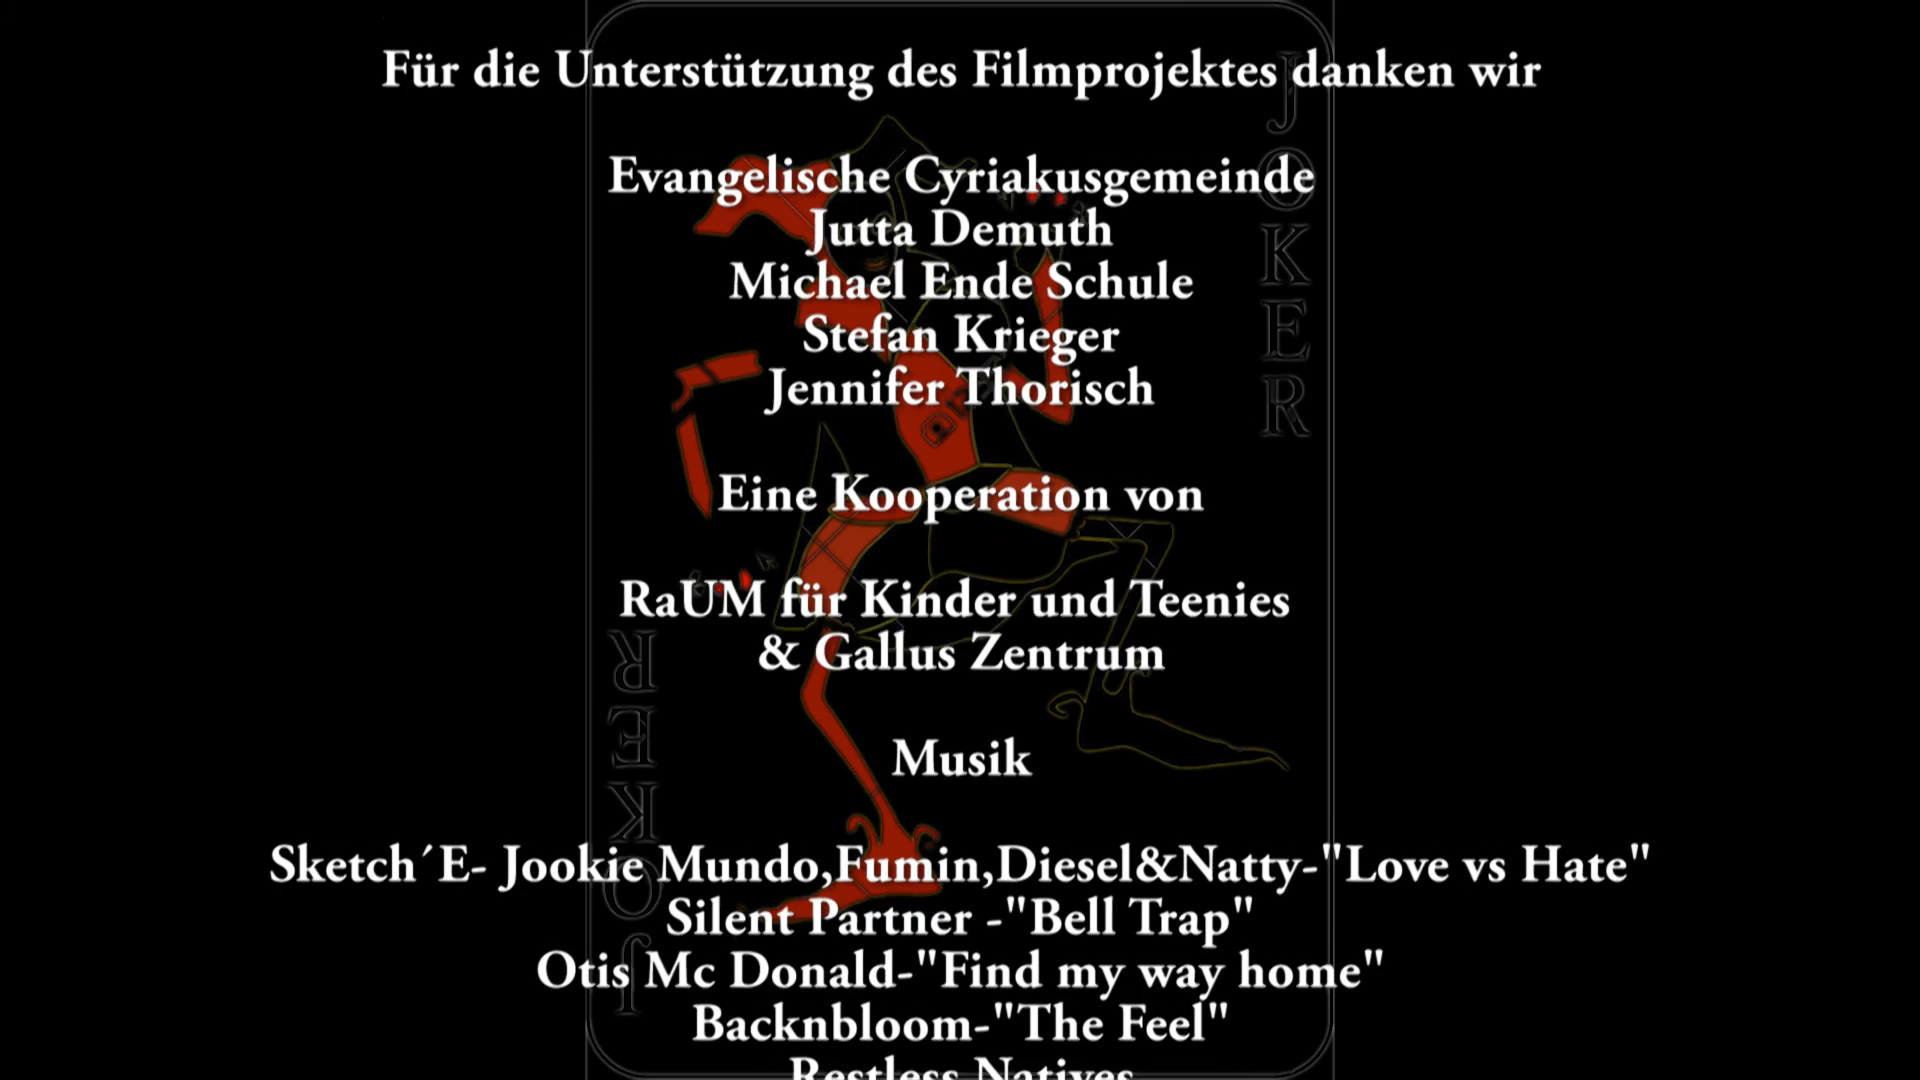 Für die Unterstützung des Filmprojektes danken wir
Evangelische Cyriakusgemeinde
Jutta Demuth
Michael Ende Schule
Stefan Krieger
Jennifer Thorisch
Eine Kooperation von
RaUM für Kinder und Teenies
& Gallus Zentrum
Musik
Sketch´E- Jookie Mundo,Fumin,Diesel&Natty-"Love vs Hate"
Silent Partner -"Bell Trap"
Otis Mc Donald-"Find my way home"
Backnbloom-"The Feel"
Restless Natives
JOKER
JOKER